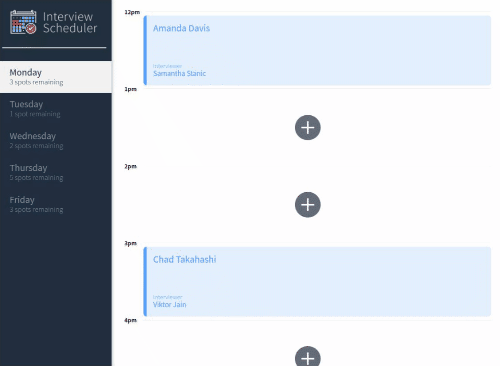 Interview
Scheduler
Monday
3 spots remaining
Tuesday
1 spot remaining
Wednesday
2 spots remaining
Thursday
5 spots remaining
Friday
3 spots remaining
12pm
Amanda Davis
Interviewer
Samantha Stanic
1pm
2pm
3pm
Chad Takahashi
Interviewer
Viktor Jain
4pm